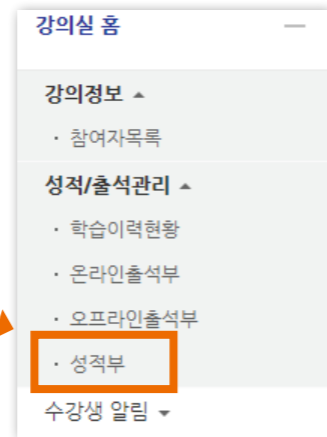 강의실 홈
강의정보 ▲
· 참여자목록
성적/출석관리 ▲
· 학습이력현황
· 온라인출석부
· 오프라인출석부
· 성적부
수강생 알림 ▼